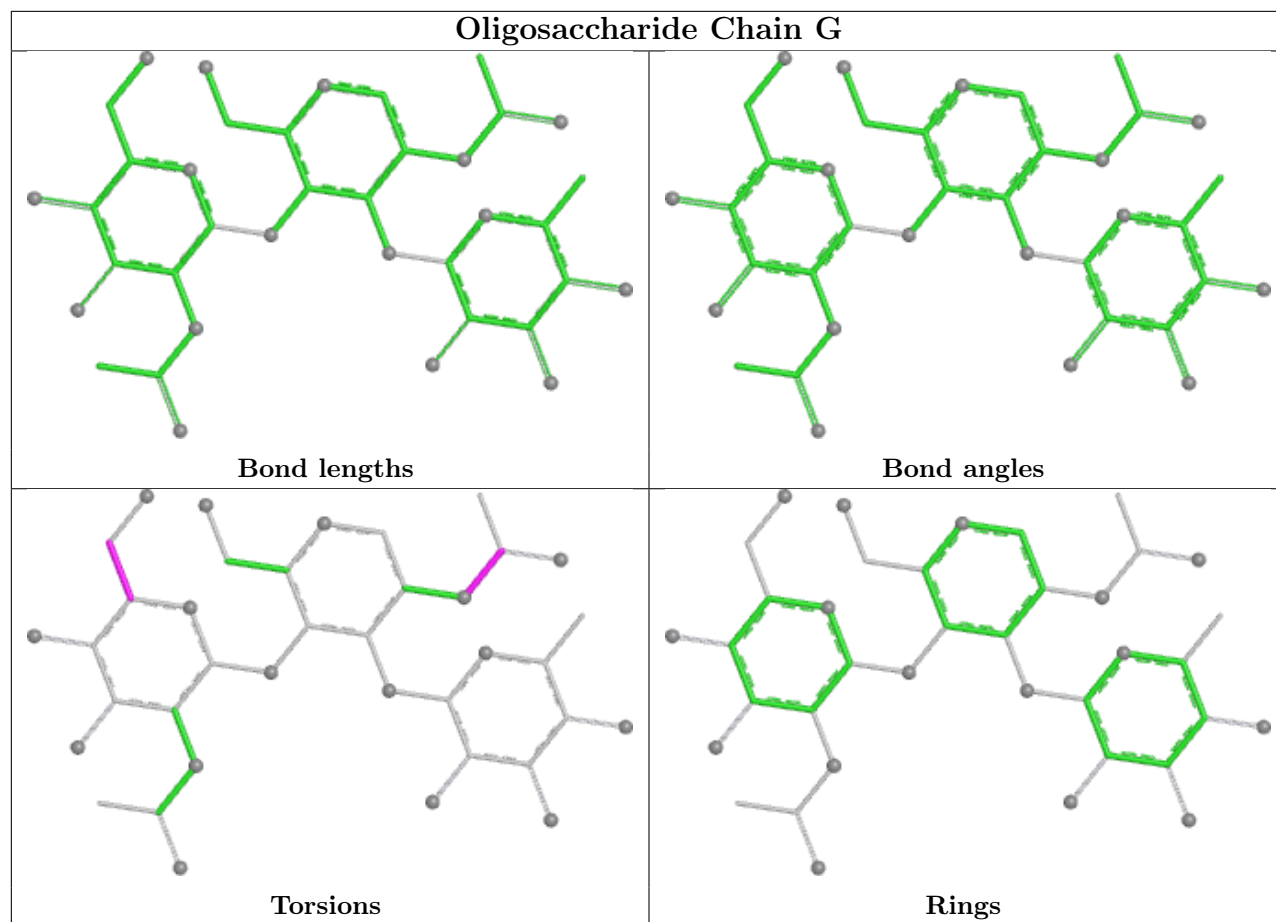 Oligosaccharide Chain G
Bond lengths
Bond angles
Torsions
Rings